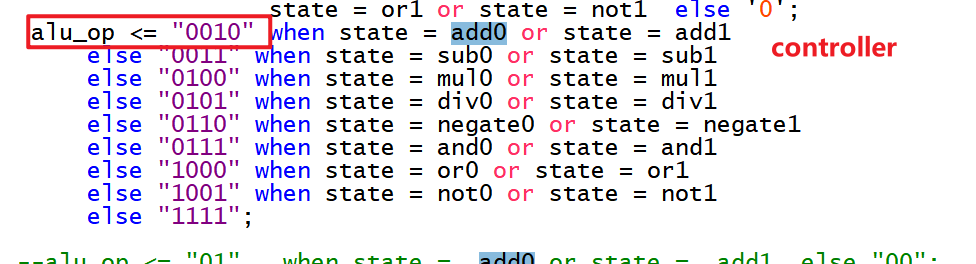 state = or1 or state = not1 else '0';
alu_op <= "0010" when state = add0 or state = add1
controller
else "0011" when state = sub0 or state = sub1
else "0100" when state = mul0 or state = mul1
else "0101" when state = div0 or state = div1
else "0110" when state = negate0 or state = negate1
else "0111" when state = and0 or state = and1
else "1000" when state = or0 or state = or1
else "1001" when state = not0 or state = not1
else "1111";
--alu_op <= "01" when state = add0 or state = add1 else "00";